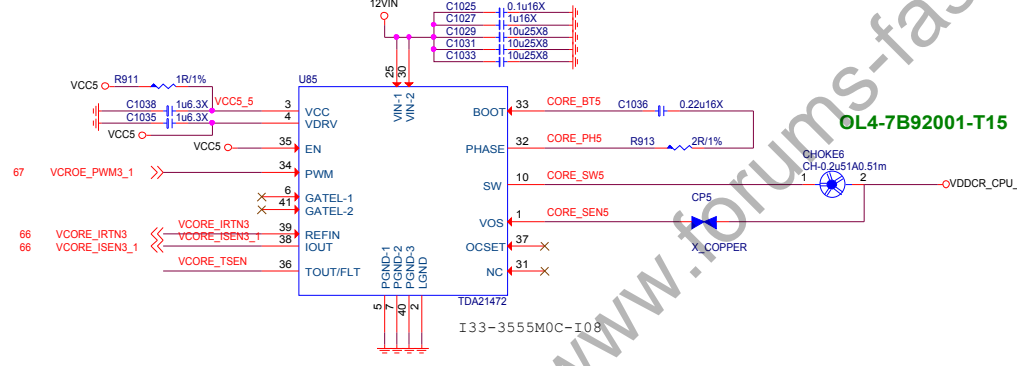 12VIN
C1025 0.1u16X
C1027 1u16X
C1029 10u25X8
C1031 10u25X8
C1033 10u25X8
25
30
U85
VCC5 R911 1R/1%
VCC5_5
C1038 1u6.3X
C1035 1u6.3X
VCC5
VCC5
3 VCC
4 VDRV
35 EN
67 VCROE_PWM3_1 34 PWM
6 GATEL-1
41 GATEL-2
VCORE_IRTN3
66 VCORE_IRTN3 39 REFIN
VCORE_ISEN3_1
66 VCORE_ISEN3_1 38 IOUT
VCORE_TSEN 36 TOUT/FLT
VIN-1
VIN-2
BOOT 33 CORE_BT5 C1036 0.22u16X
PHASE 32 CORE_PH5 R913 2R/1%
SW 10 CORE_SW5
VOS 1 CORE_SEN5
OCSET 37
NC 31
PGND-1
PGND-2
PGND-3
LGND
5
7
40
2
TDA21472
I33-3555M0C-I08
OL4-7B92001-T15
CHOKE6
CH-0.2u51A0.51m
1 2
VDDCR_CPU_
CP5
X_COPPER
www.forums-fas